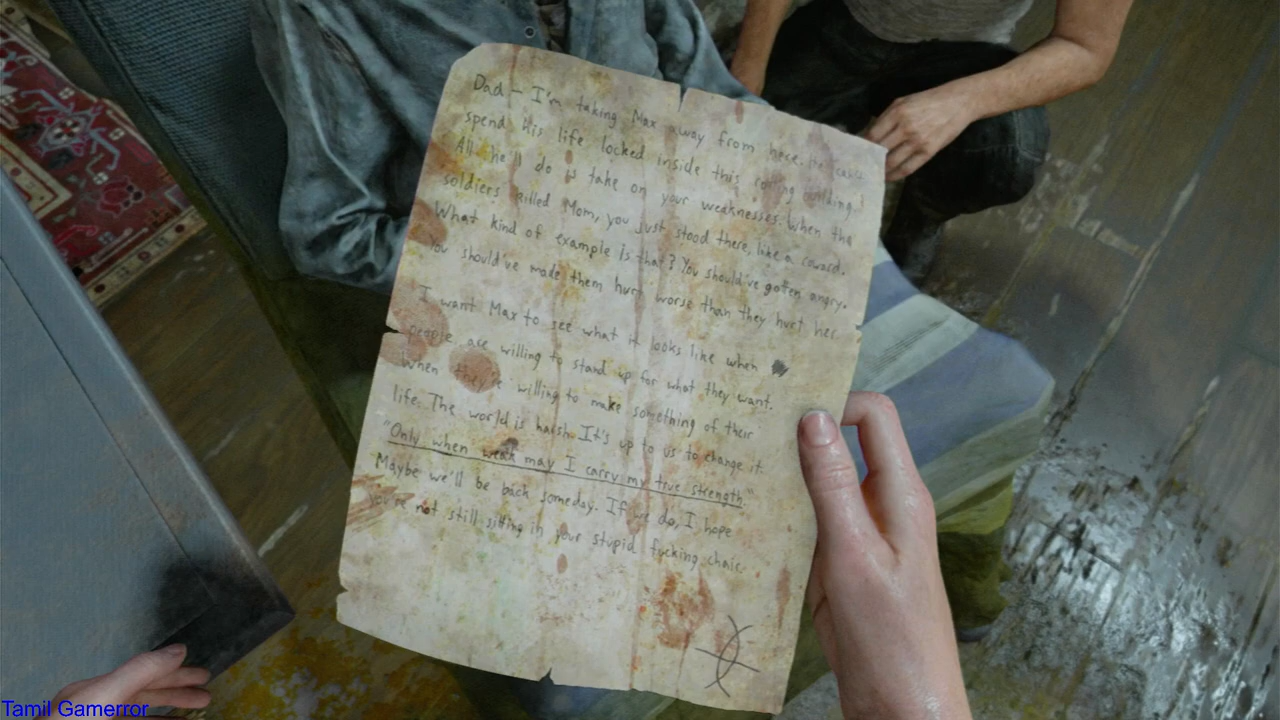 Dad – I'm taking Max away from here. He can't
spend his life locked inside this rotting building!
All he'll do is take on your weaknesses. When the
soldiers killed Mom, you just stood there, like a coward.
What kind of example is that? You should've gotten angry.
You should've made them hurt worse than they hurt her.
I want Max to see what it looks like when
people are willing to stand up for what they want.
When they're willing to make something of their
life. The world is harsh. It's up to us to change it.
"Only when weak may I carry my true strength."
Maybe we'll be back someday. If we do, I hope
you're not still sitting in your stupid fucking chair.
Tamil Gamerror